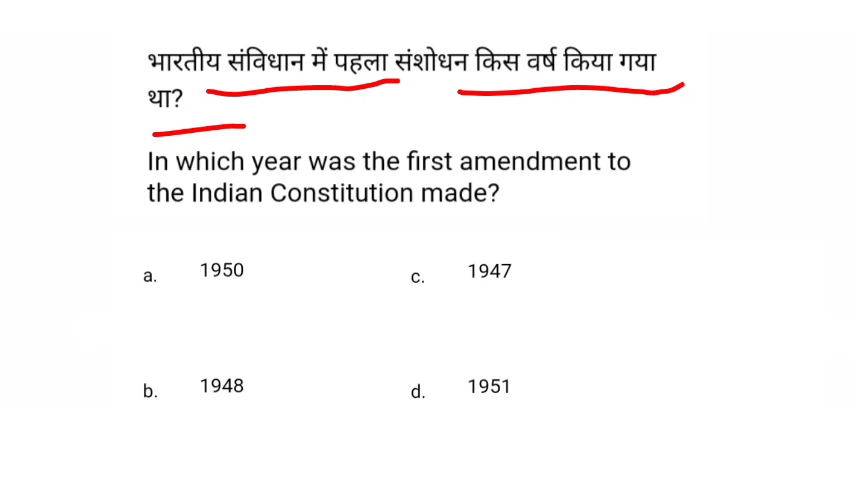 भारतीय संविधान में पहला संशोधन किस वर्ष किया गया
था?
In which year was the first amendment to
the Indian Constitution made?
a. 1950
c. 1947
b. 1948
d. 1951